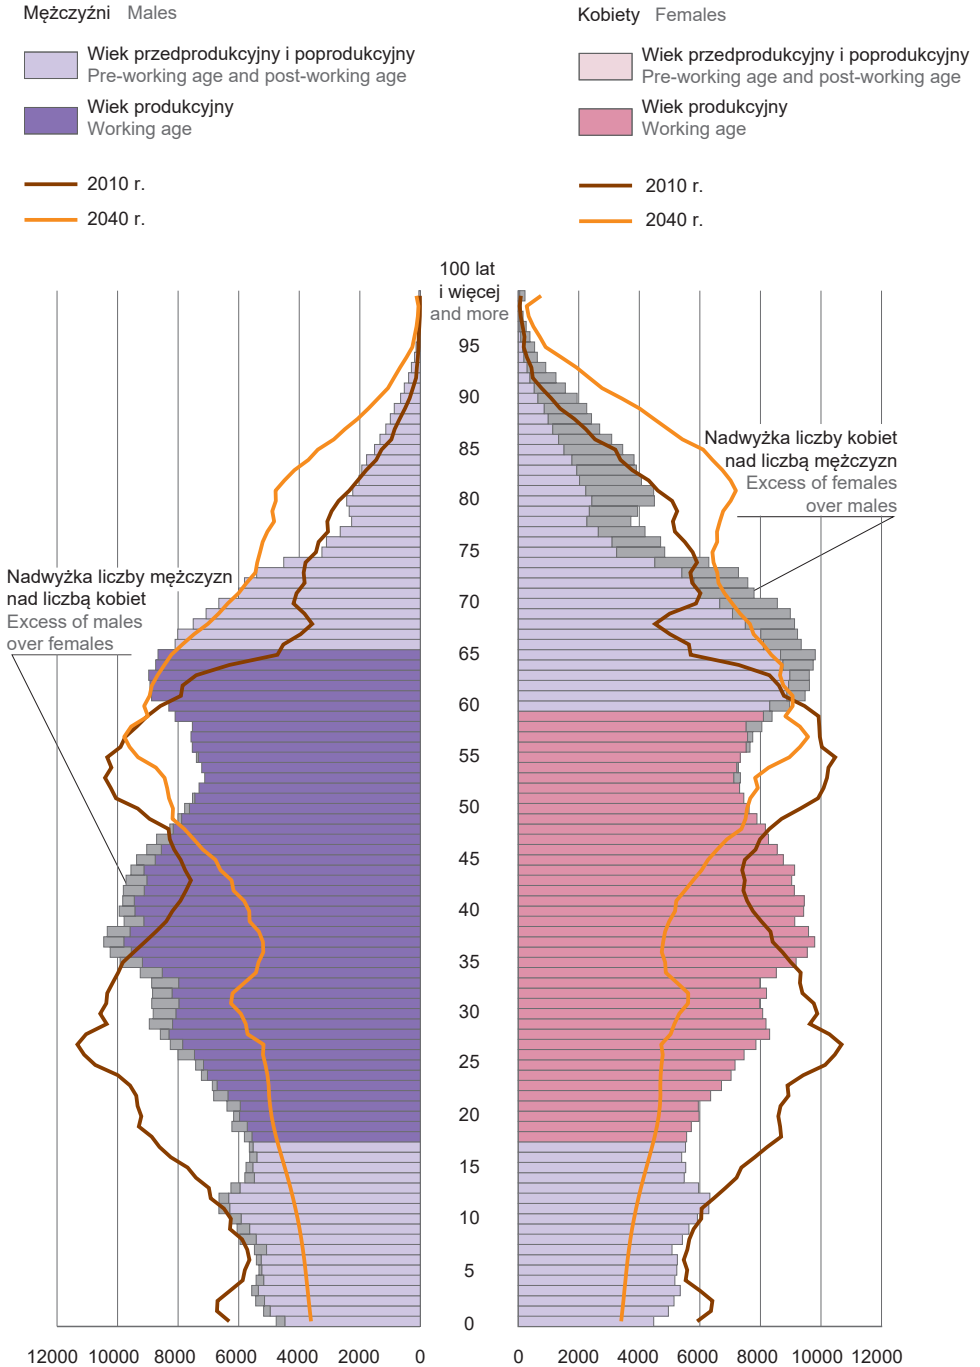 Mężczyźni Males
Wiek przedprodukcyjny i poprodukcyjny
Pre-working age and post-working age
Wiek produkcyjny
Working age
2010 r.
2040 r.
Kobiety Females
Wiek przedprodukcyjny i poprodukcyjny
Pre-working age and post-working age
Wiek produkcyjny
Working age
2010 r.
2040 r.
100 lat
i więcej
and more
95
90
85
80
75
70
65
60
55
50
45
40
35
30
25
20
15
10
5
0
Nadwyżka liczby kobiet
nad liczbą mężczyzn
Excess of females
over males
Nadwyżka liczby mężczyzn
nad liczbą kobiet
Excess of males
over females
12000 10000 8000 6000 4000 2000 0
0 2000 4000 6000 8000 10000 12000